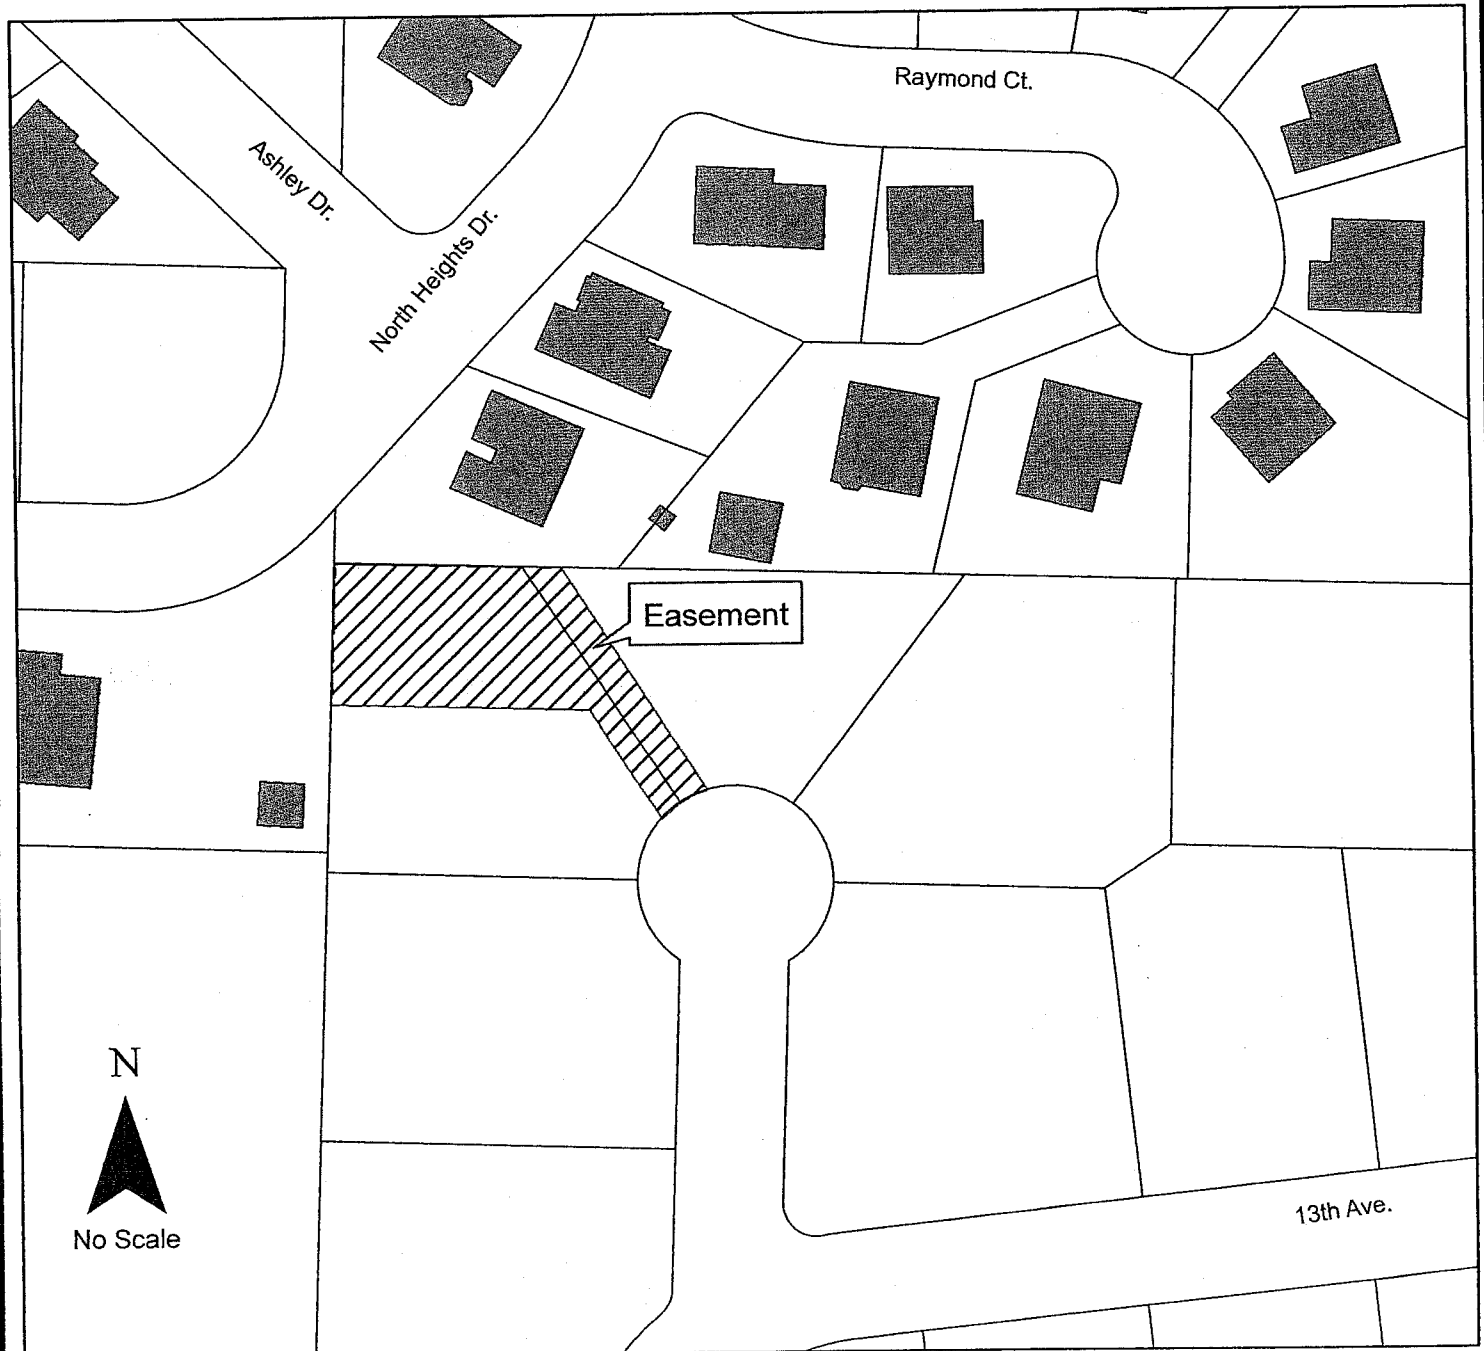 Raymond Ct.
Ashley Dr.
North Heights Dr.
Easement
N
No Scale
13th Ave.